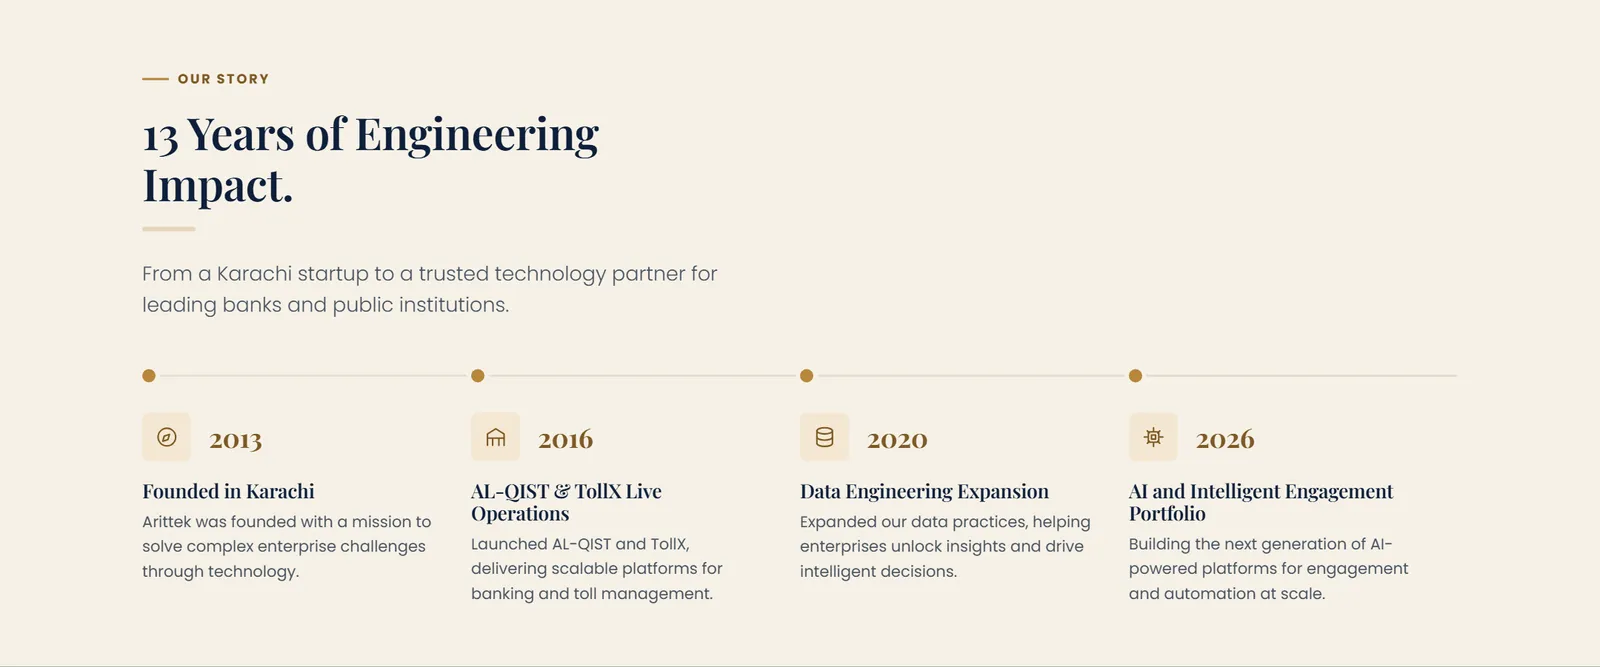 OUR STORY
13 Years of Engineering
Impact.
From a Karachi startup to a trusted technology partner for
leading banks and public institutions.
2013
Founded in Karachi
Arittek was founded with a mission to
solve complex enterprise challenges
through technology.
2016
AL-QIST & TollX Live
Operations
Launched AL-QIST and TollX,
delivering scalable platforms for
banking and toll management.
2020
Data Engineering Expansion
Expanded our data practices, helping
enterprises unlock insights and drive
intelligent decisions.
2026
AI and Intelligent Engagement
Portfolio
Building the next generation of AI-
powered platforms for engagement
and automation at scale.